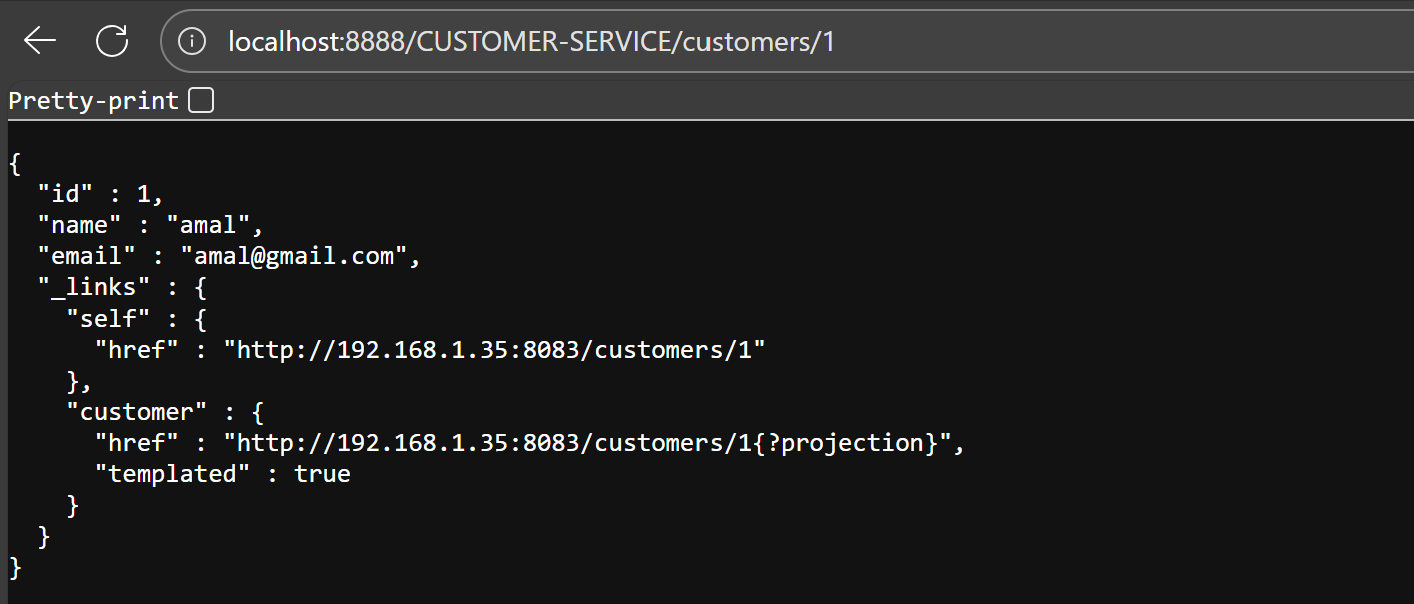 localhost:8888/CUSTOMER-SERVICE/customers/1
Pretty-print
{
  "id" : 1,
  "name" : "amal",
  "email" : "amal@gmail.com",
  "_links" : {
    "self" : {
      "href" : "http://192.168.1.35:8083/customers/1"
    },
    "customer" : {
      "href" : "http://192.168.1.35:8083/customers/1{?projection}",
      "templated" : true
    }
  }
}